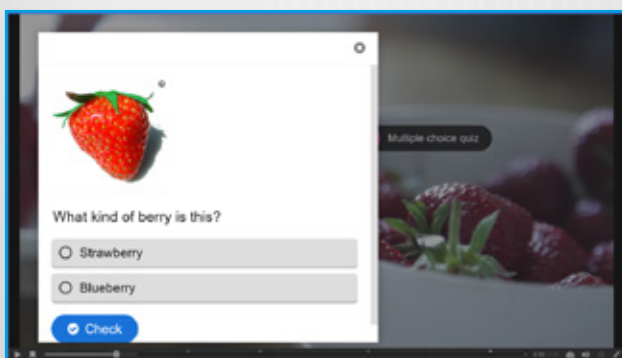 Multiple choice quiz
What kind of berry is this?
Strawberry
Blueberry
Check